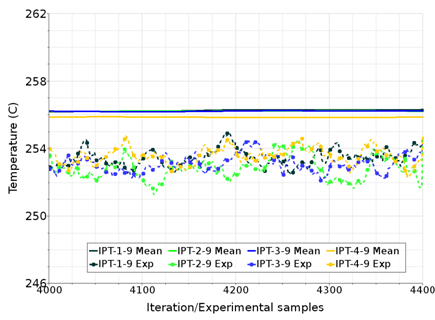 262
258
254
250
246
Temperature (C)
IPT-1-9 Mean IPT-2-9 Mean IPT-3-9 Mean IPT-4-9 Mean
IPT-1-9 Exp IPT-2-9 Exp IPT-3-9 Exp IPT-4-9 Exp
4000 4100 4200 4300 4400
Iteration/Experimental samples